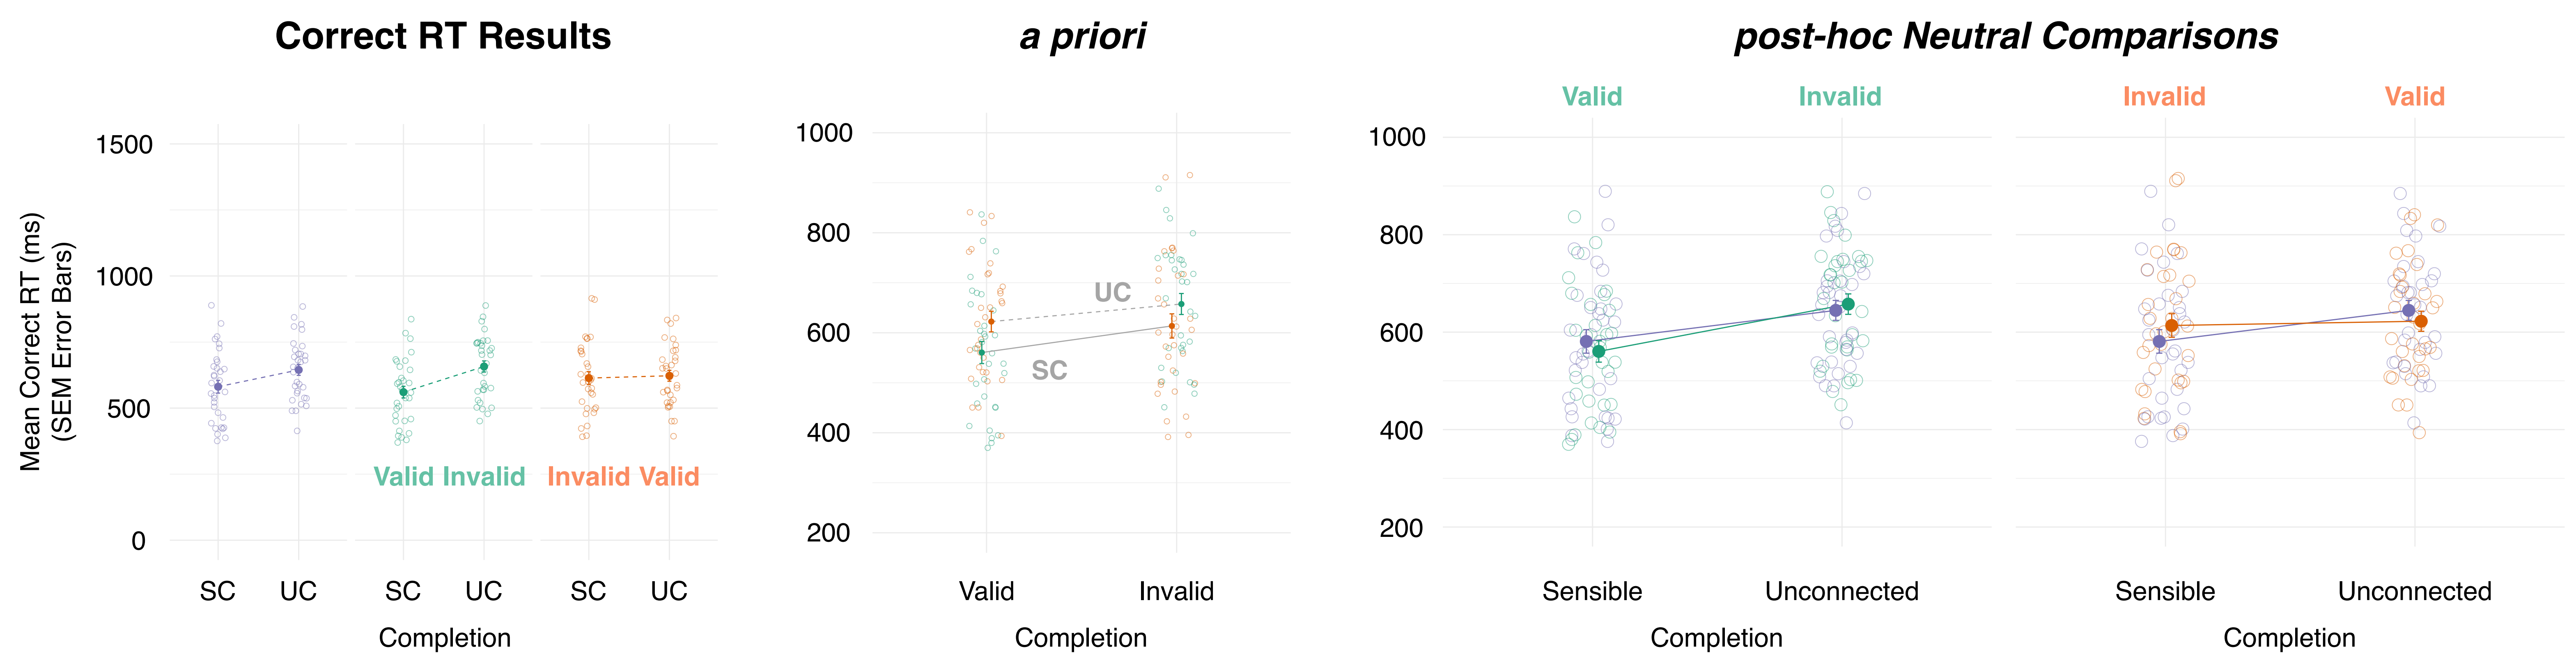 Correct RT Results
a priori
post-hoc Neutral Comparisons
Mean Correct RT (ms)
(SEM Error Bars)
1500
1000
500
0
Valid Invalid
Invalid Valid
SC UC SC UC SC UC
Completion
1000
800
600
400
200
UC
SC
Valid Invalid
Completion
Valid Invalid Invalid Valid
1000
800
600
400
200
Sensible Unconnected Sensible Unconnected
Completion Completion